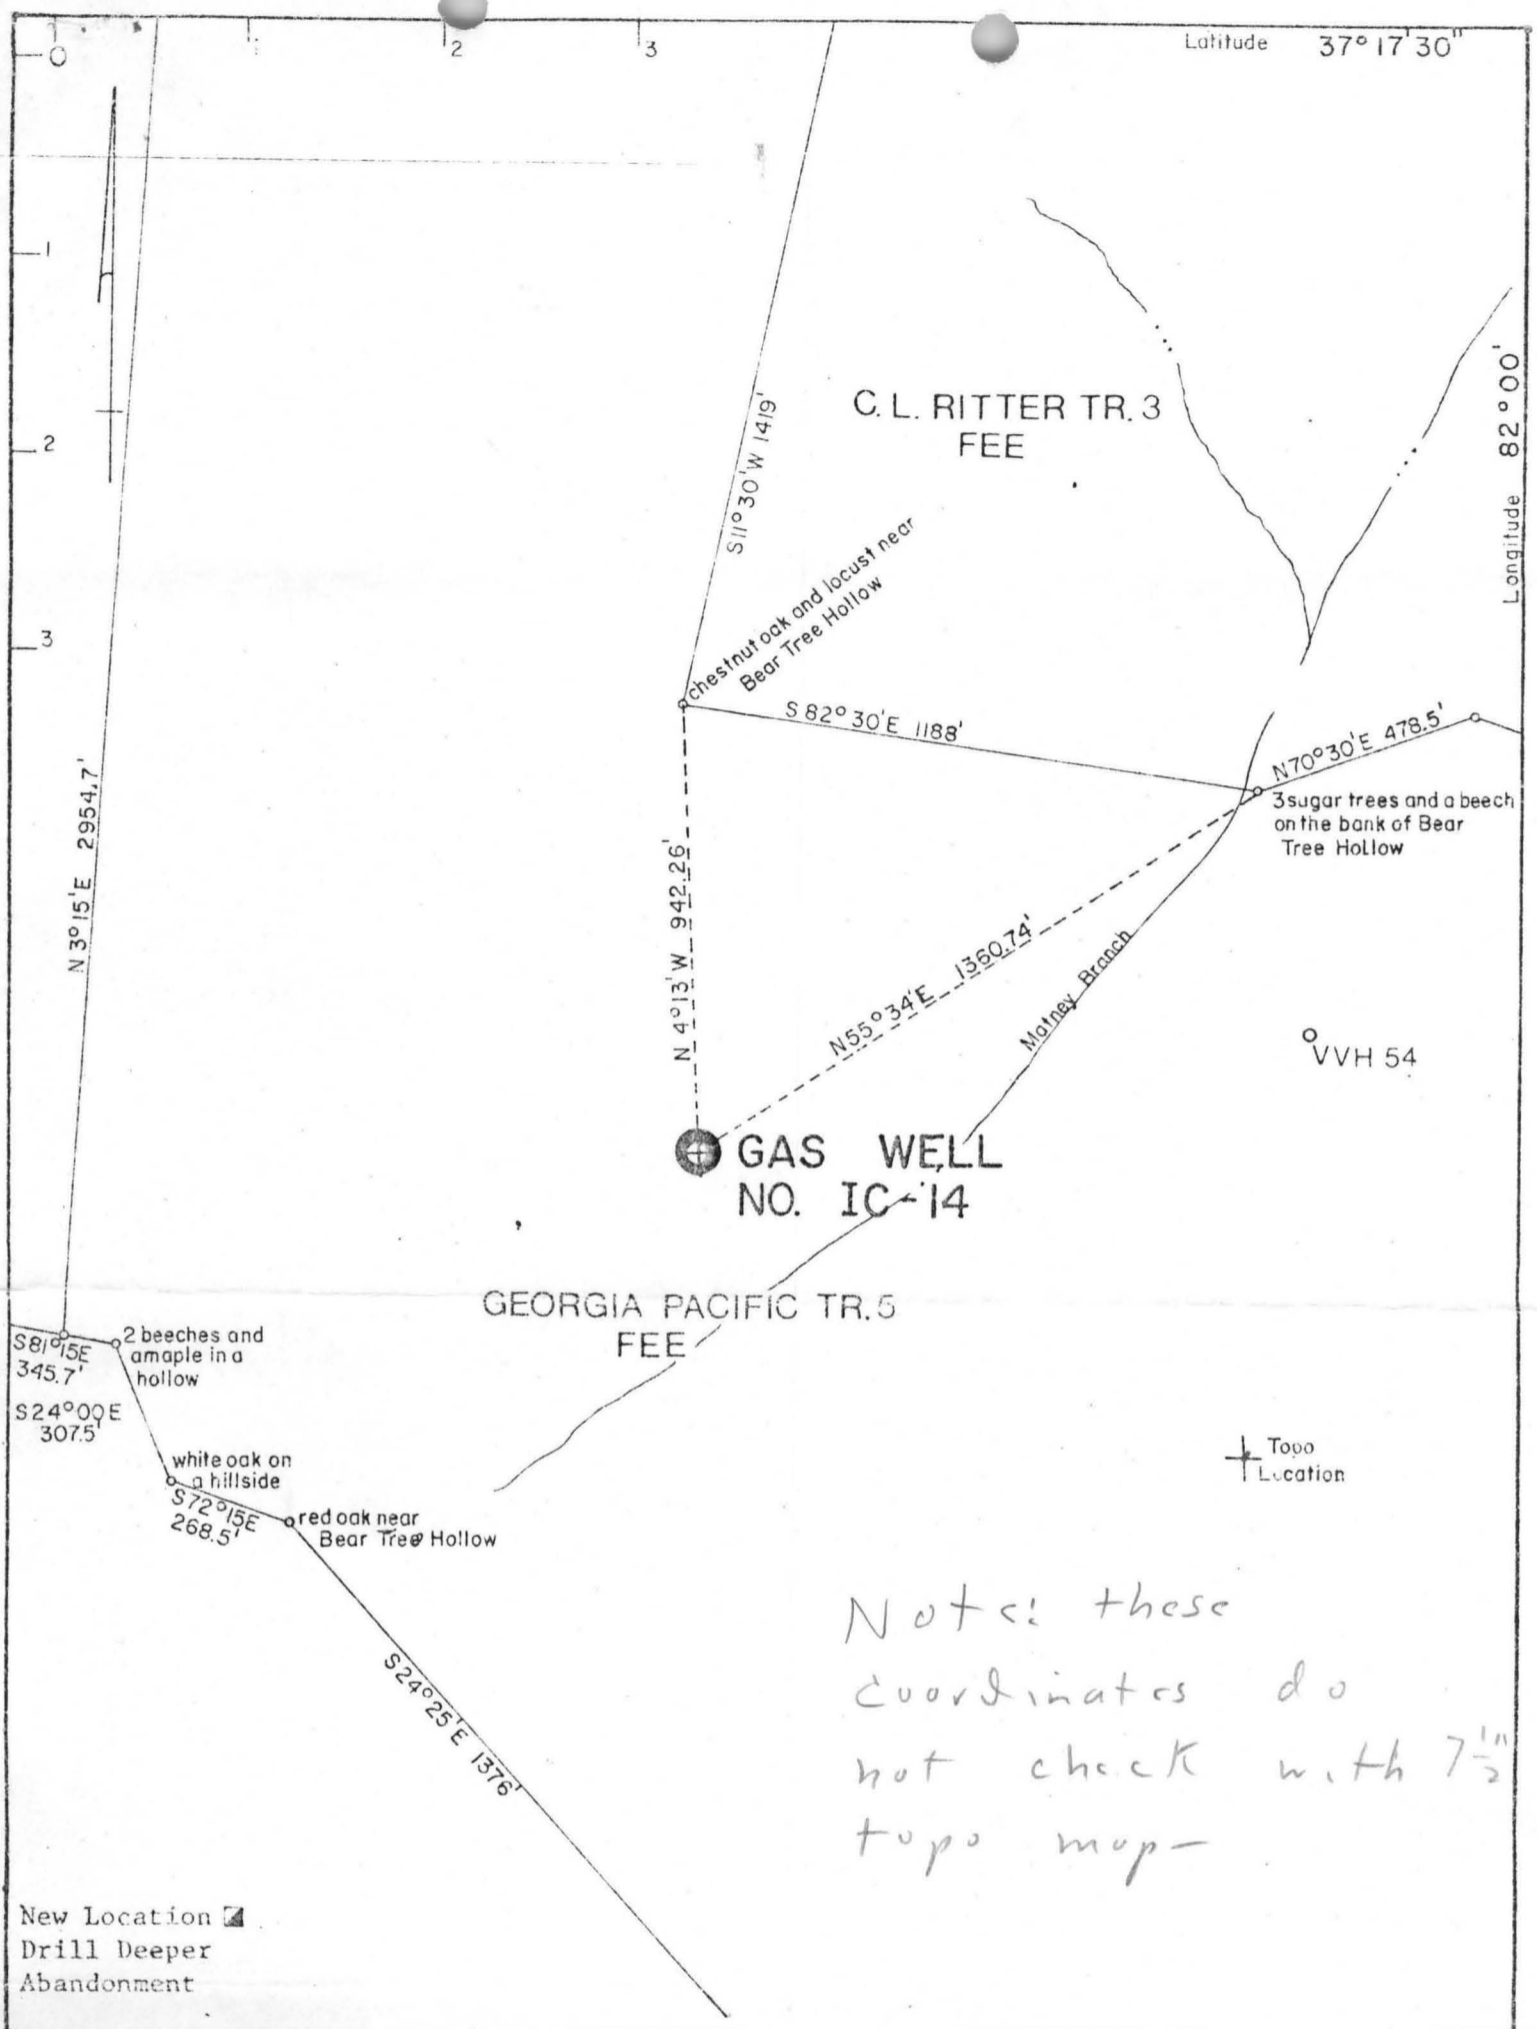 0
2
3
Latitude 37°17'30"
1
2
3
Longitude 82°00'
C. L. RITTER TR. 3
FEE
S11°30'W 1419'
chestnut oak and locust near
Bear Tree Hollow
S82°30'E 1188'
N70°30'E 478.5'
3 sugar trees and a beech
on the bank of Bear
Tree Hollow
N 3°15'E 2954.7'
N 4°13'W 942.26'
N55°34'E 1360.74'
Matney Branch
VVH 54
GAS WELL
NO. IC-14
GEORGIA PACIFIC TR. 5
FEE
S81°15E
345.7'
2 beeches and
a maple in a
hollow
S24°00E
307.5'
white oak on
a hillside
S72°15E
268.5'
red oak near
Bear Tree Hollow
Topo
Location
S24°25'E 1376'
Note: these
coordinates do
not check with 7½"
topo map-
New Location
Drill Deeper
Abandonment